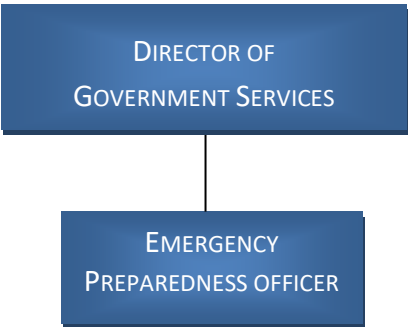 DIRECTOR OF
GOVERNMENT SERVICES
EMERGENCY
PREPAREDNESS OFFICER